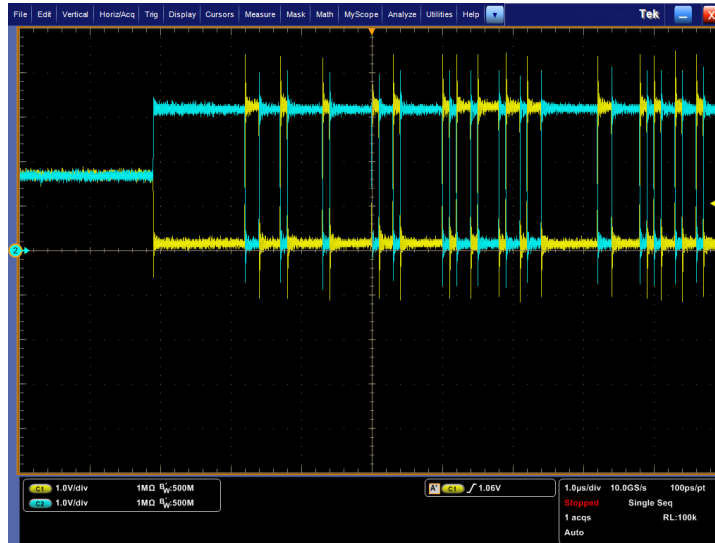 File Edit Vertical Horiz/Acq Trig Display Cursors Measure Mask Math MyScope Analyze Utilities Help Tek X
2
C1 1.0V/div 1MΩ BW:500M
C2 1.0V/div 1MΩ BW:500M
A' C1 1.06V
1.0µs/div 10.0GS/s 100ps/pt
Stopped Single Seq
1 acqs RL:100k
Auto